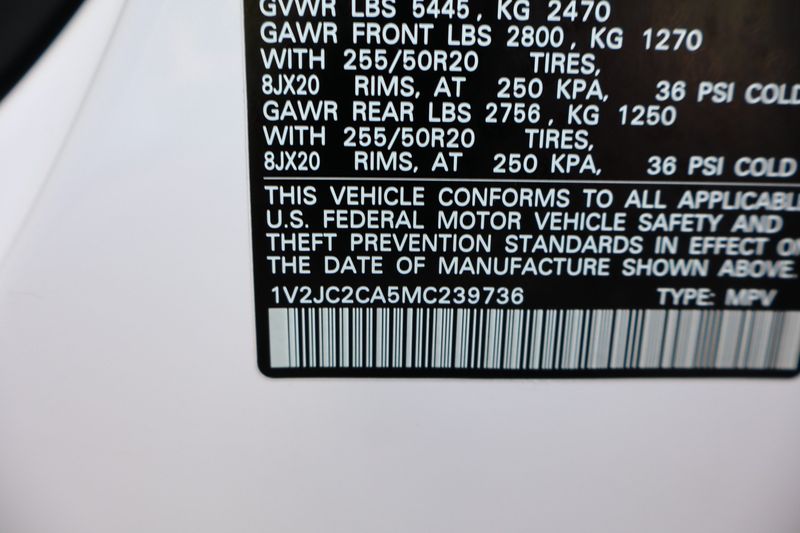 GVWR LBS 5445, KG 2470
GAWR FRONT LBS 2800, KG 1270
WITH 255/50R20 TIRES,
8JX20 RIMS, AT 250 KPA, 36 PSI COLD
GAWR REAR LBS 2756, KG 1250
WITH 255/50R20 TIRES,
8JX20 RIMS, AT 250 KPA, 36 PSI COLD
THIS VEHICLE CONFORMS TO ALL APPLICABL
U.S. FEDERAL MOTOR VEHICLE SAFETY AND
THEFT PREVENTION STANDARDS IN EFFECT ON
THE DATE OF MANUFACTURE SHOWN ABOVE.
1V2JC2CA5MC239736 TYPE: MPV